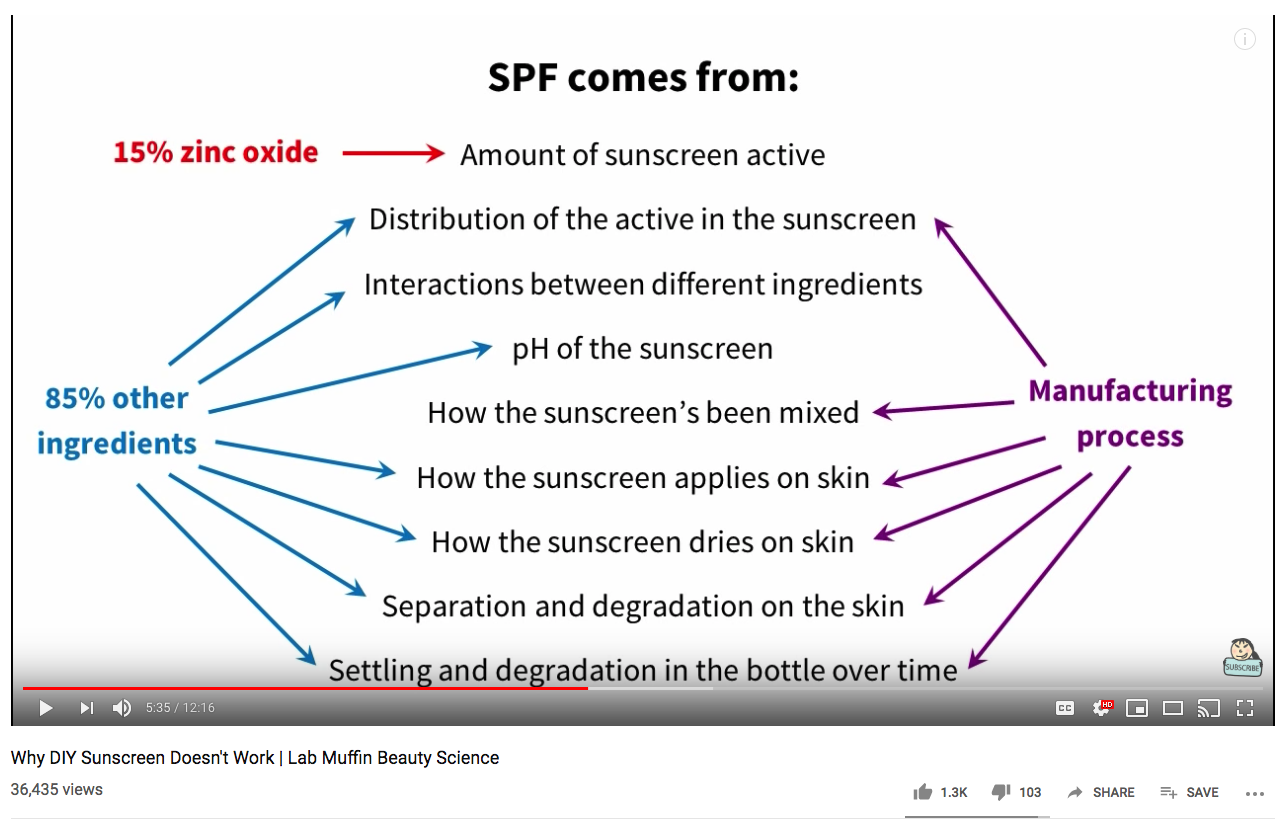 SPF comes from:
15% zinc oxide
Amount of sunscreen active
Distribution of the active in the sunscreen
Interactions between different ingredients
pH of the sunscreen
85% other
ingredients
Manufacturing
process
How the sunscreen’s been mixed
How the sunscreen applies on skin
How the sunscreen dries on skin
Separation and degradation on the skin
Settling and degradation in the bottle over time
SUBSCRIBE
5:35 / 12:16
CC
HD
Why DIY Sunscreen Doesn't Work | Lab Muffin Beauty Science
36,435 views
1.3K
103
SHARE
SAVE